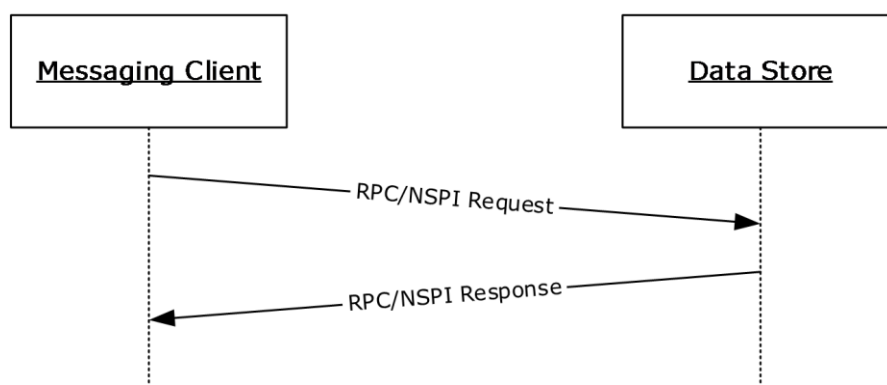 Messaging Client
Data Store
RPC/NSPI Request
RPC/NSPI Response